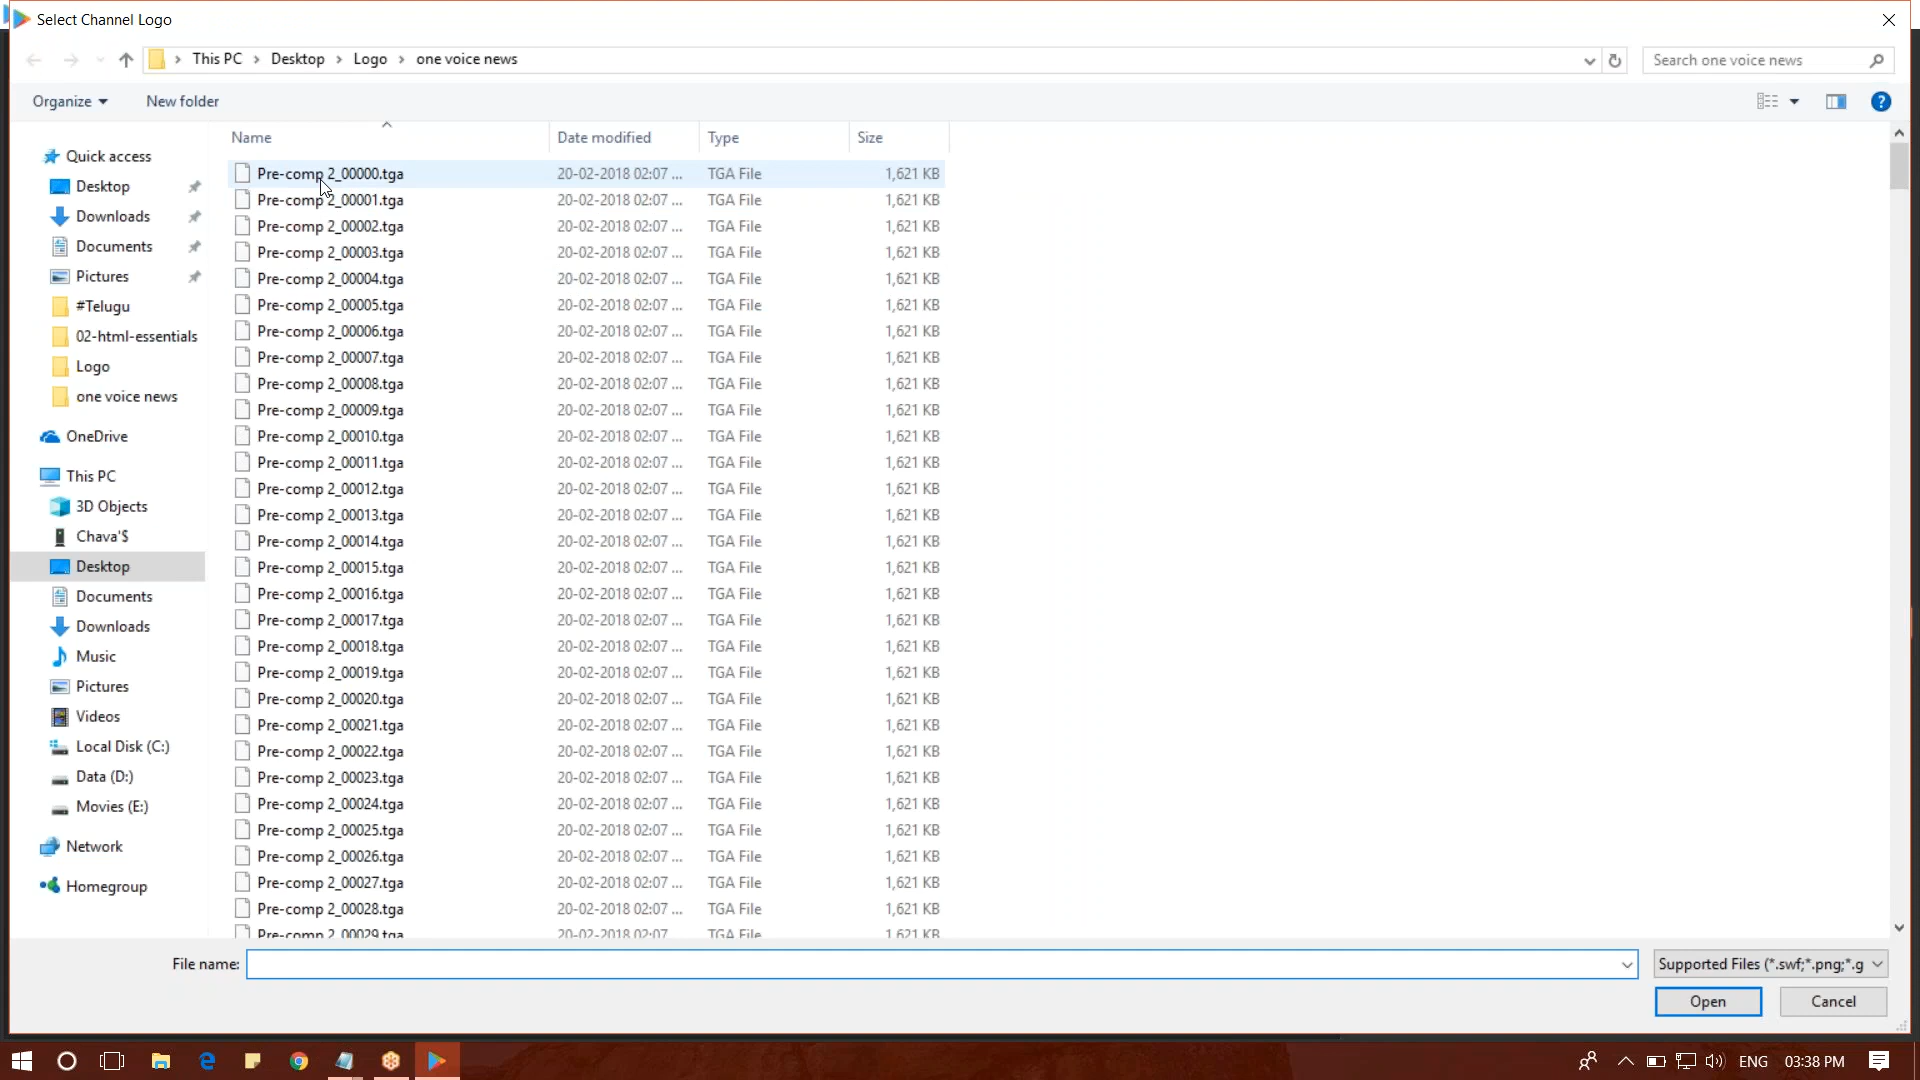 Select Channel Logo
This PC > Desktop > Logo > one voice news
Search one voice news
Organize
New folder
Name Date modified Type Size
Quick access
Desktop
Downloads
Documents
Pictures
#Telugu
02-html-essentials
Logo
one voice news
OneDrive
This PC
3D Objects
Chava'$
Desktop
Documents
Downloads
Music
Pictures
Videos
Local Disk (C:)
Data (D:)
Movies (E:)
Network
Homegroup
Pre-comp 2_00000.tga 20-02-2018 02:07 ... TGA File 1,621 KB
Pre-comp 2_00001.tga 20-02-2018 02:07 ... TGA File 1,621 KB
Pre-comp 2_00002.tga 20-02-2018 02:07 ... TGA File 1,621 KB
Pre-comp 2_00003.tga 20-02-2018 02:07 ... TGA File 1,621 KB
Pre-comp 2_00004.tga 20-02-2018 02:07 ... TGA File 1,621 KB
Pre-comp 2_00005.tga 20-02-2018 02:07 ... TGA File 1,621 KB
Pre-comp 2_00006.tga 20-02-2018 02:07 ... TGA File 1,621 KB
Pre-comp 2_00007.tga 20-02-2018 02:07 ... TGA File 1,621 KB
Pre-comp 2_00008.tga 20-02-2018 02:07 ... TGA File 1,621 KB
Pre-comp 2_00009.tga 20-02-2018 02:07 ... TGA File 1,621 KB
Pre-comp 2_00010.tga 20-02-2018 02:07 ... TGA File 1,621 KB
Pre-comp 2_00011.tga 20-02-2018 02:07 ... TGA File 1,621 KB
Pre-comp 2_00012.tga 20-02-2018 02:07 ... TGA File 1,621 KB
Pre-comp 2_00013.tga 20-02-2018 02:07 ... TGA File 1,621 KB
Pre-comp 2_00014.tga 20-02-2018 02:07 ... TGA File 1,621 KB
Pre-comp 2_00015.tga 20-02-2018 02:07 ... TGA File 1,621 KB
Pre-comp 2_00016.tga 20-02-2018 02:07 ... TGA File 1,621 KB
Pre-comp 2_00017.tga 20-02-2018 02:07 ... TGA File 1,621 KB
Pre-comp 2_00018.tga 20-02-2018 02:07 ... TGA File 1,621 KB
Pre-comp 2_00019.tga 20-02-2018 02:07 ... TGA File 1,621 KB
Pre-comp 2_00020.tga 20-02-2018 02:07 ... TGA File 1,621 KB
Pre-comp 2_00021.tga 20-02-2018 02:07 ... TGA File 1,621 KB
Pre-comp 2_00022.tga 20-02-2018 02:07 ... TGA File 1,621 KB
Pre-comp 2_00023.tga 20-02-2018 02:07 ... TGA File 1,621 KB
Pre-comp 2_00024.tga 20-02-2018 02:07 ... TGA File 1,621 KB
Pre-comp 2_00025.tga 20-02-2018 02:07 ... TGA File 1,621 KB
Pre-comp 2_00026.tga 20-02-2018 02:07 ... TGA File 1,621 KB
Pre-comp 2_00027.tga 20-02-2018 02:07 ... TGA File 1,621 KB
Pre-comp 2_00028.tga 20-02-2018 02:07 ... TGA File 1,621 KB
Pre-comp 2_00029.tga 20-02-2018 02:07 TGA File 1,621 KB
File name:
Supported Files (*.swf;*.png;*.g
Open
Cancel
ENG 03:38 PM